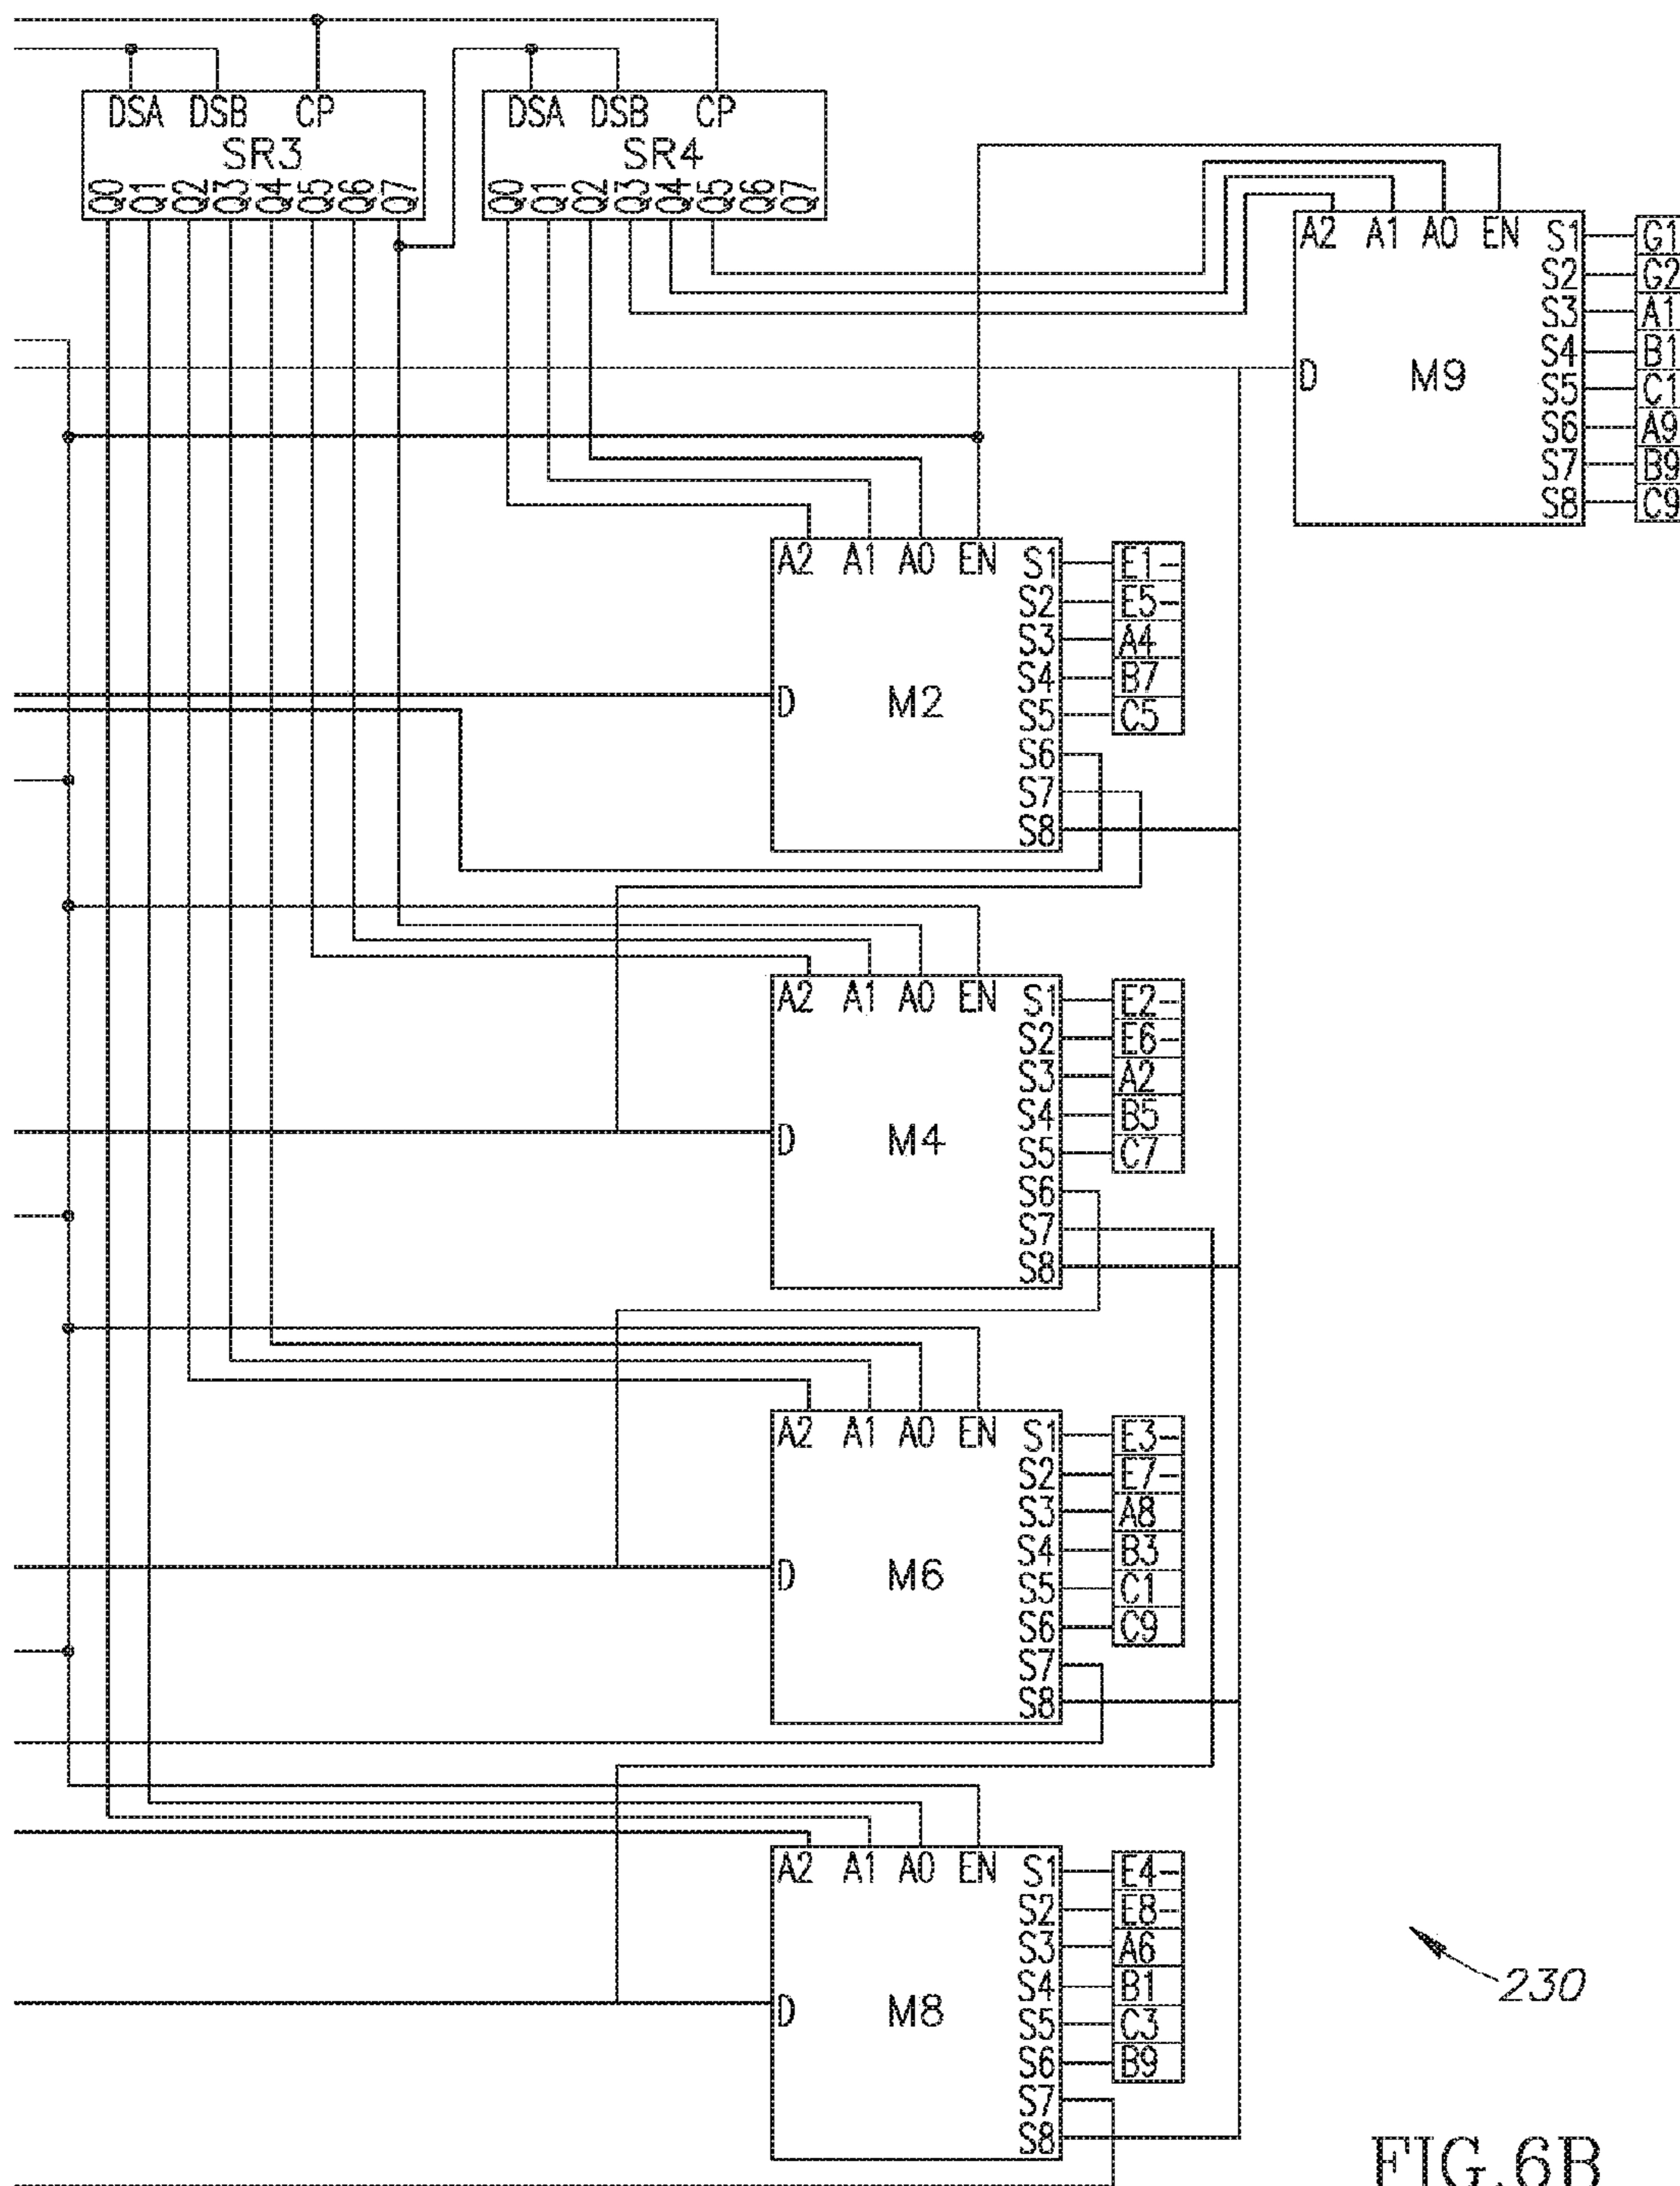 DSA DSB CP
SR3
Q0 Q1 Q2 Q3 Q4 Q5 Q6 Q7
DSA DSB CP
SR4
Q0 Q1 Q2 Q3 Q4 Q5 Q6 Q7
A2 A1 A0 EN
D M9
S1 G1
S2 G2
S3 A1
S4 B1
S5 C1
S6 A9
S7 B9
S8 C9
A2 A1 A0 EN
D M2
S1 E1-
S2 E5-
S3 A4
S4 B7
S5 C5
S6
S7
S8
A2 A1 A0 EN
D M4
S1 E2-
S2 E6-
S3 A2
S4 B5
S5 C7
S6
S7
S8
A2 A1 A0 EN
D M6
S1 E3-
S2 E7-
S3 A8
S4 B3
S5 C1
S6 C9
S7
S8
A2 A1 A0 EN
D M8
S1 E4-
S2 E8-
S3 A6
S4 B1
S5 C3
S6 B9
S7
S8
230
FIG.6B